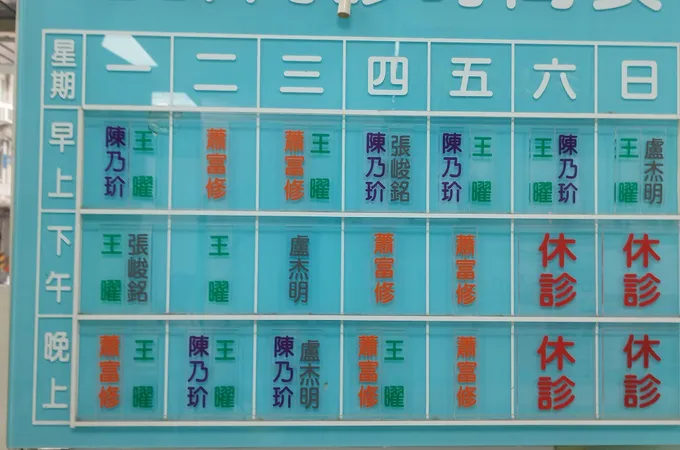 星期 一 二 三 四 五 六 日
早上 陳乃玠 王曜 蕭富修 蕭富修 王曜 陳乃玠 張峻銘 陳乃玠 王曜 王曜 陳乃玠 王曜 盧杰明
下午 王曜 張峻銘 王曜 盧杰明 蕭富修 蕭富修 休診 休診
晚上 蕭富修 王曜 陳乃玠 王曜 陳乃玠 盧杰明 蕭富修 王曜 蕭富修 休診 休診